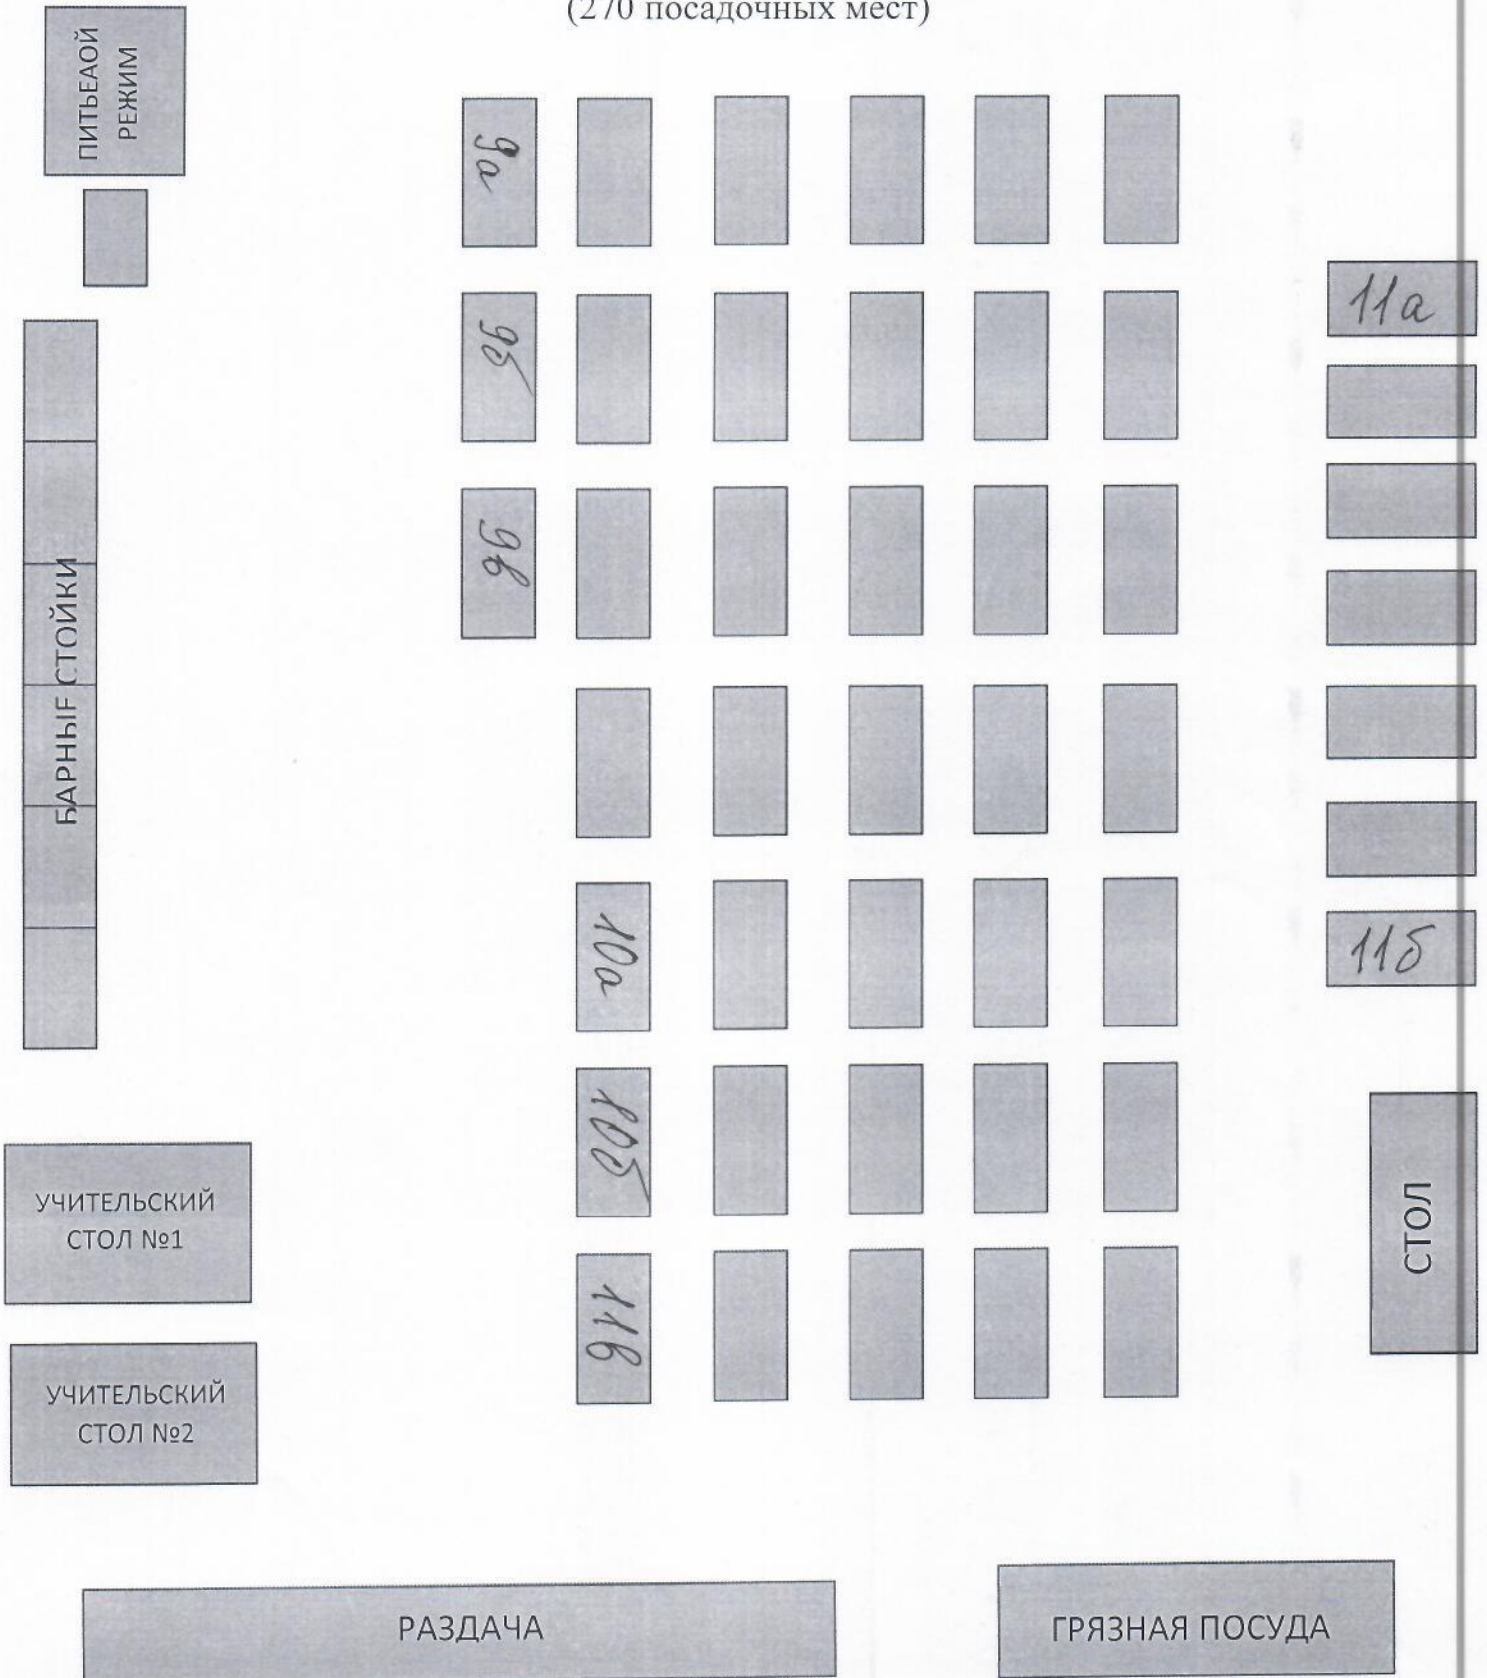 (270 посадочных мест)
ПИТЬЕАОЙ
РЕЖИМ
9а
9б
11а
9в
БАРНЫЕ СТОЙКИ
10а
11б
10б
УЧИТЕЛЬСКИЙ
СТОЛ №1
СТОЛ
11в
УЧИТЕЛЬСКИЙ
СТОЛ №2
РАЗДАЧА
ГРЯЗНАЯ ПОСУДА